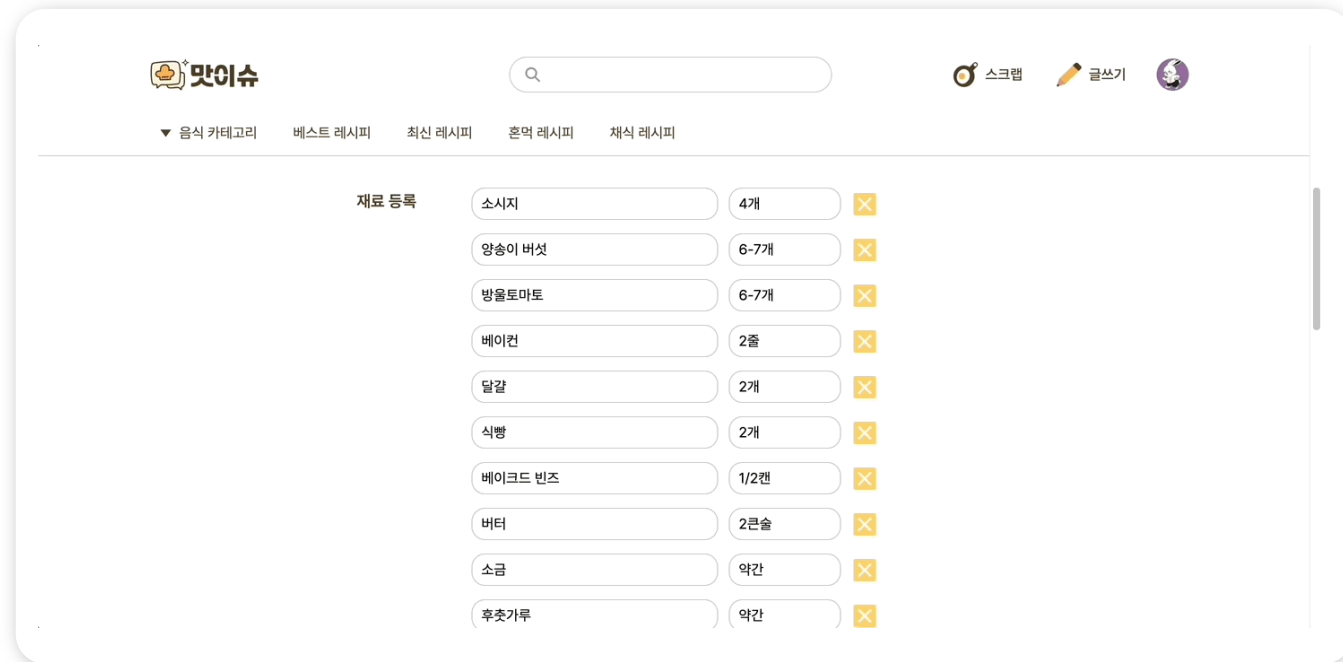 맛이슈
스크랩 글쓰기
▼ 음식 카테고리 베스트 레시피 최신 레시피 혼먹 레시피 채식 레시피
재료 등록 소시지 4개
양송이 버섯 6-7개
방울토마토 6-7개
베이컨 2줄
달걀 2개
식빵 2개
베이크드 빈즈 1/2캔
버터 2큰술
소금 약간
후춧가루 약간